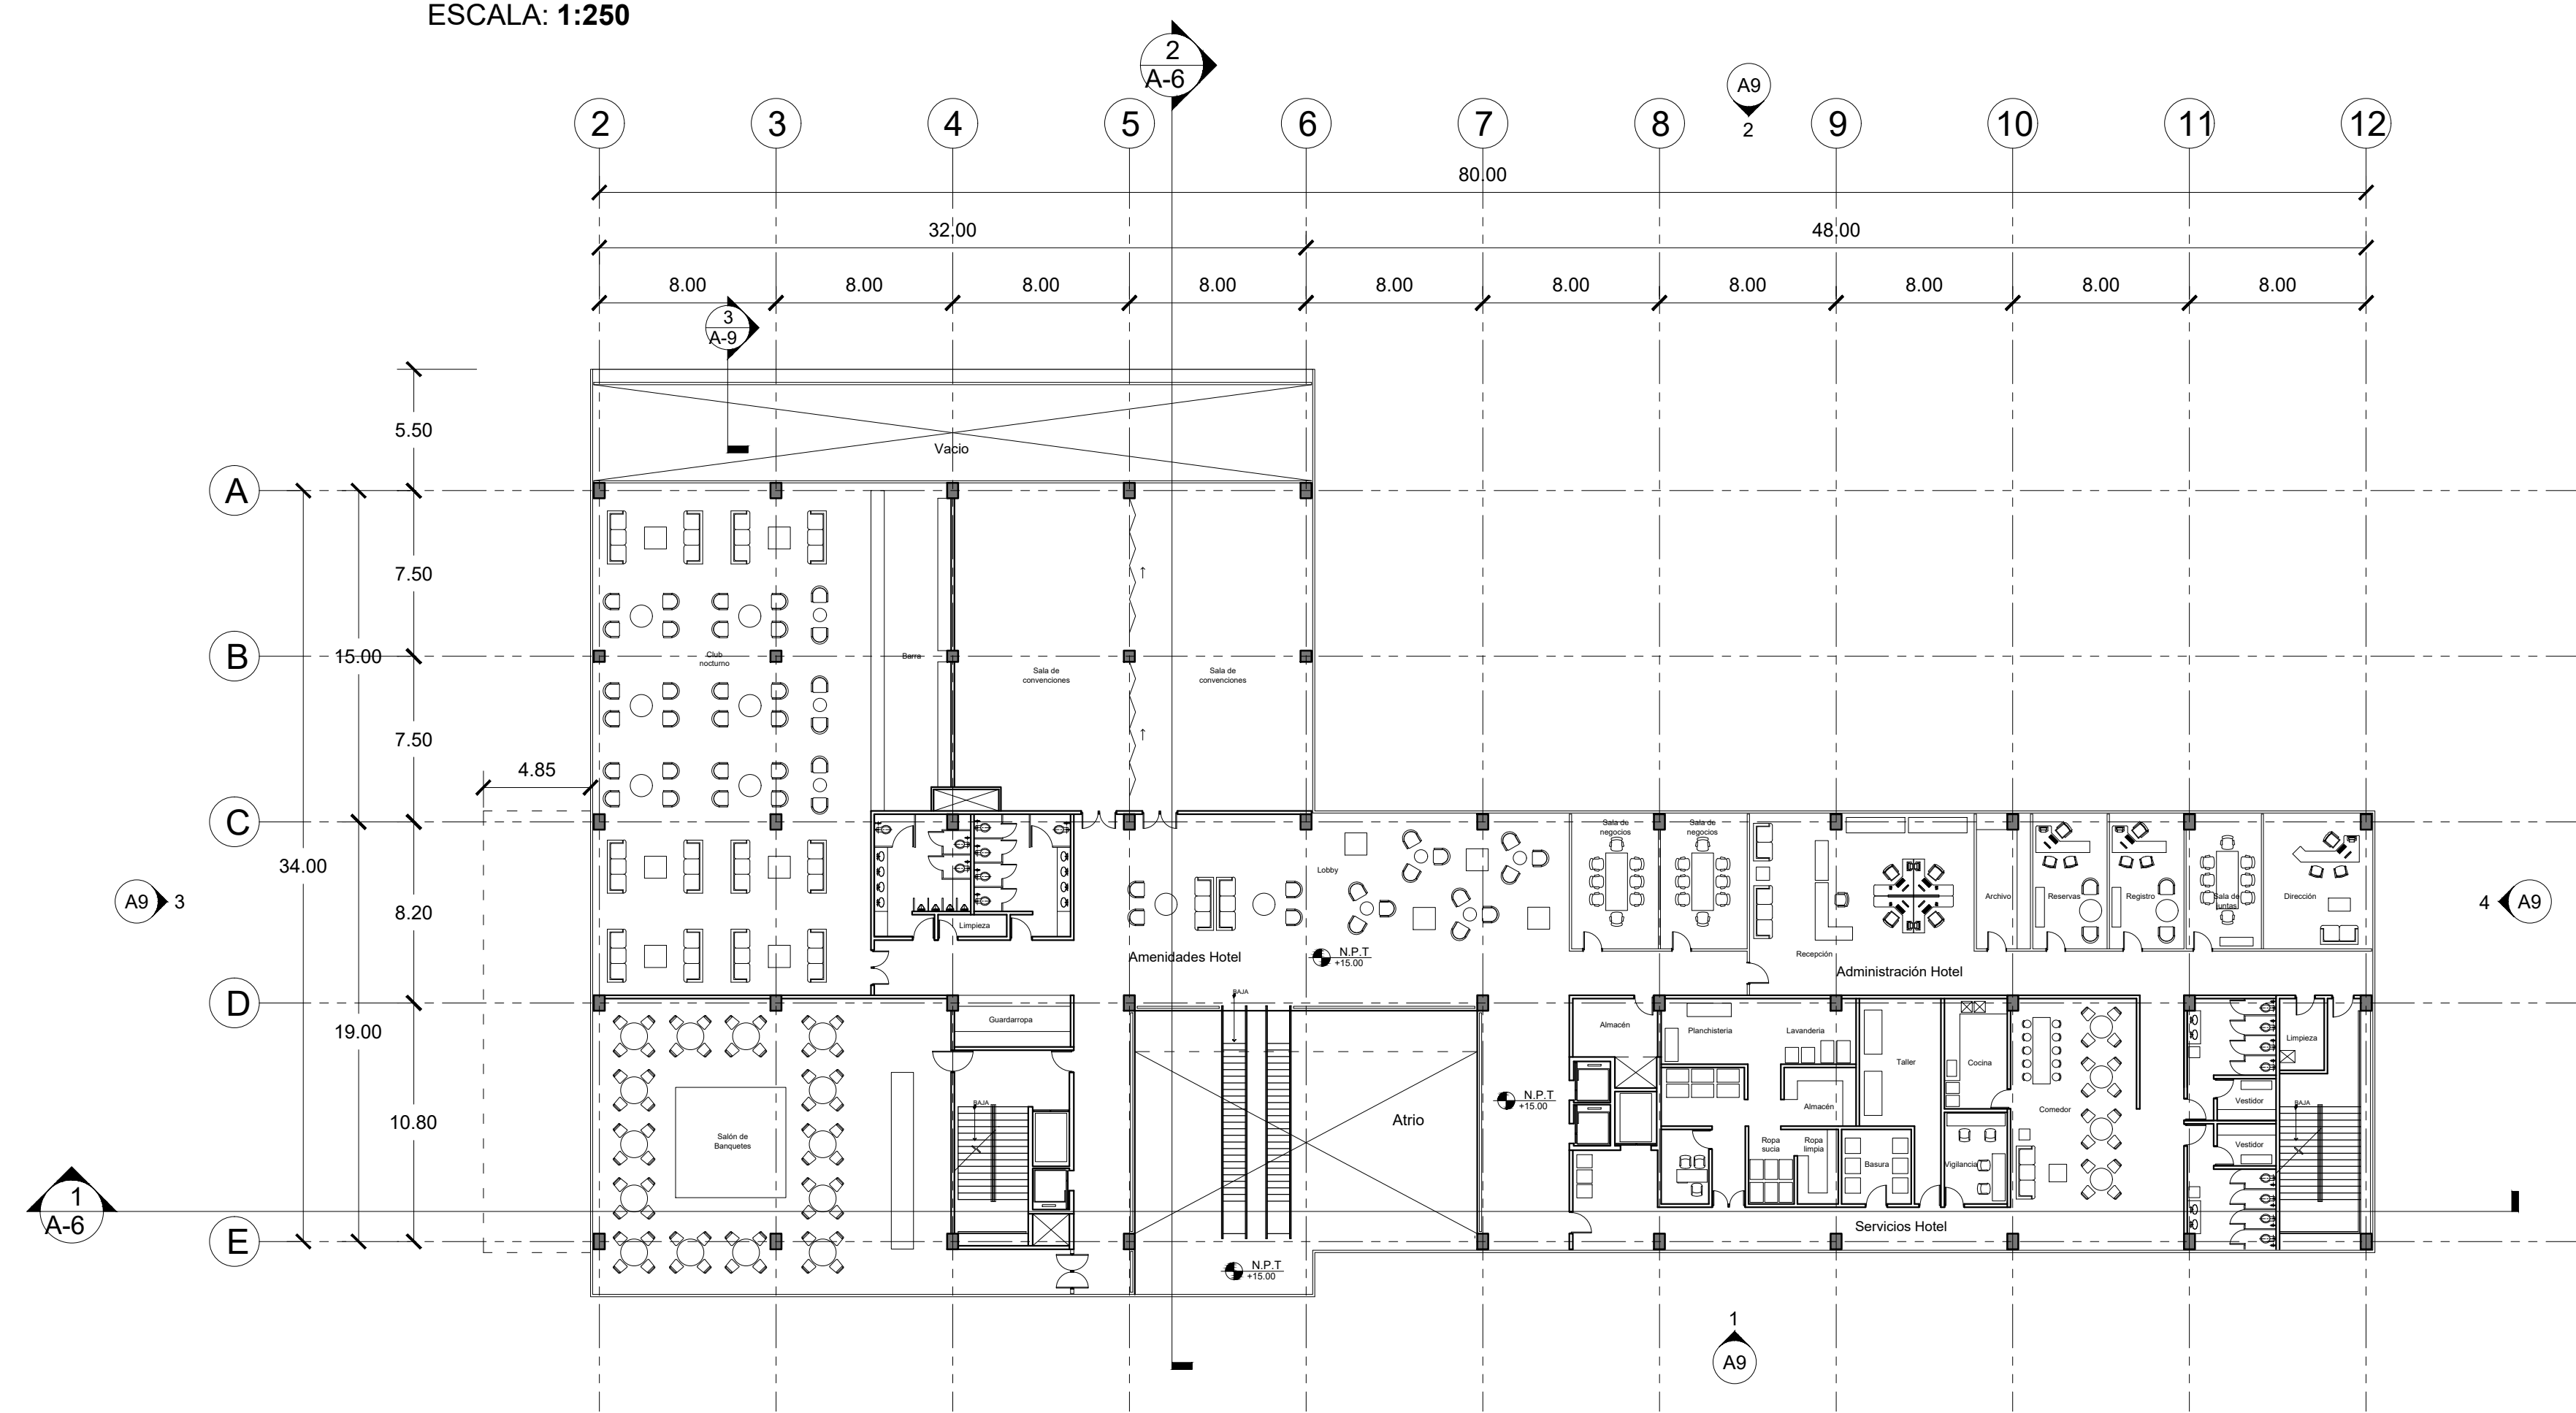 ESCALA: 1:250
2
A-6
A9
2
2
3
4
5
6
7
8
9
10
11
12
80.00
32.00
48.00
8.00
8.00
8.00
8.00
8.00
8.00
8.00
8.00
8.00
8.00
3
A-9
5.50
Vacio
A
7.50
B
15.00
Club
nocturno
Barra
Sala de
convenciones
Sala de
convenciones
7.50
4.85
C
Sala de
negocios
Sala de
negocios
34.00
Lobby
A9
3
8.20
Archivo
Reservas
Registro
Sala de
juntas
Dirección
4
A9
Limpieza
Amenidades Hotel
N.P.T
+15.00
Recepción
Administración Hotel
D
BAJA
19.00
Guardarropa
Almacén
Planchisteria
Lavanderia
Limpieza
Taller
Cocina
10.80
BAJA
N.P.T
+15.00
Almacén
Comedor
Vestidor
BAJA
Atrio
Salón de
Banquetes
Ropa
sucia
Ropa
limpia
Vestidor
Basura
Vigilancia
1
A-6
E
Servicios Hotel
N.P.T
+15.00
1
A9